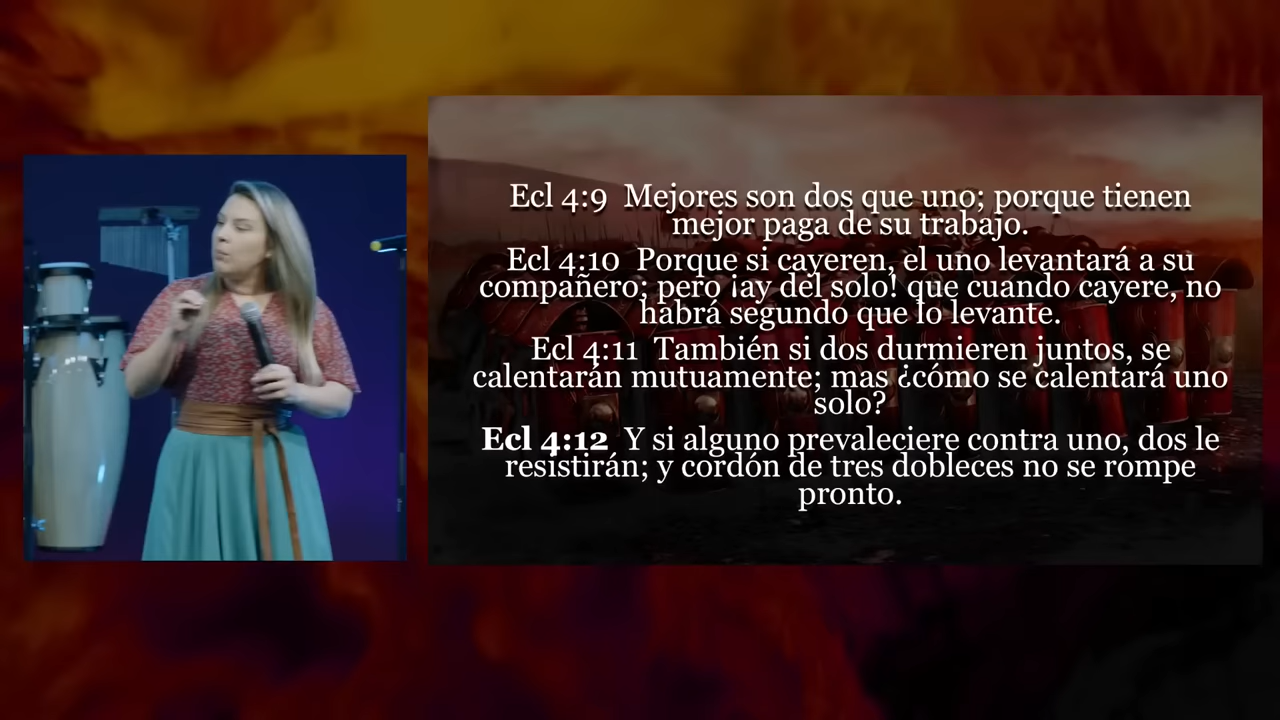 Ecl 4:9 Mejores son dos que uno; porque tienen
mejor paga de su trabajo.
Ecl 4:10 Porque si cayeren, el uno levantará a su
compañero; pero ¡ay del solo! que cuando cayere, no
habrá segundo que lo levante.
Ecl 4:11 También si dos durmieren juntos, se
calentarán mutuamente; mas ¿cómo se calentará uno
solo?
Ecl 4:12 Y si alguno prevaleciere contra uno, dos le
resistirán; y cordón de tres dobleces no se rompe
pronto.